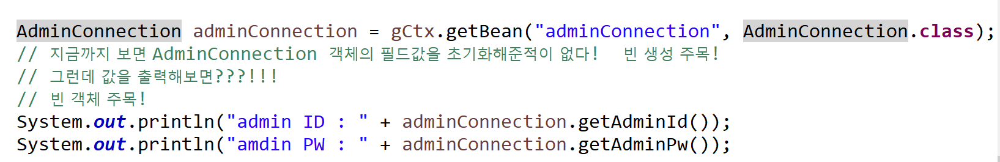 AdminConnection adminConnection = gCtx.getBean("adminConnection", AdminConnection.class);
// 지금까지 보면 AdminConnection 객체의 필드값을 초기화해준적이 없다!  빈 생성 주목!
// 그런데 값을 출력해보면???!!!
// 빈 객체 주목!
System.out.println("admin ID : " + adminConnection.getAdminId());
System.out.println("amdin PW : " + adminConnection.getAdminPw());